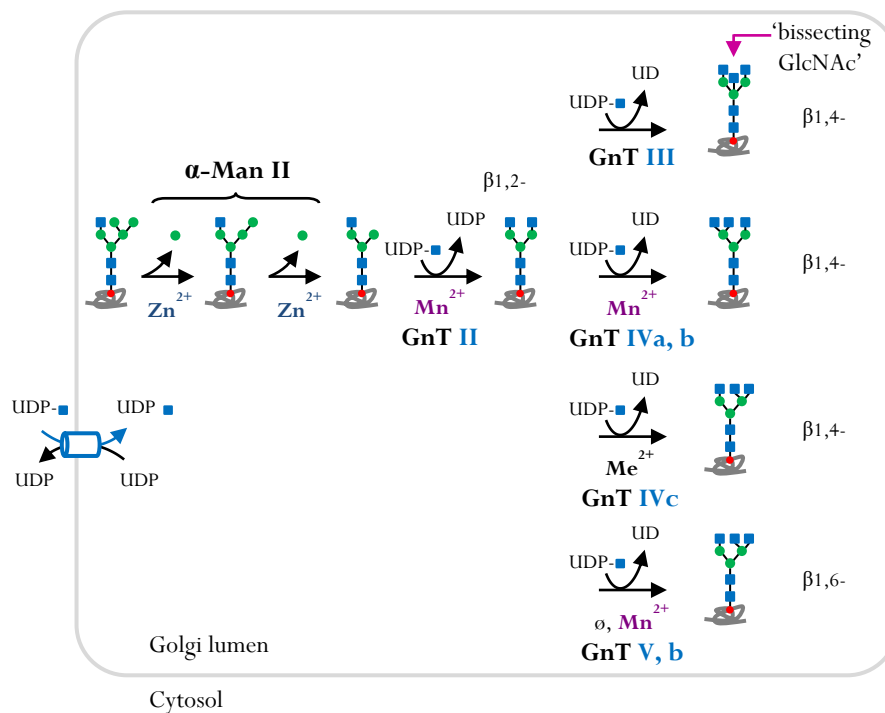 ‘bissecting
GlcNAc’
UD
UDP-
β1,4-
GnT III
α-Man II
β1,2-
UDP
UD
UDP-
UDP-
β1,4-
Zn2+
Zn2+
Mn2+
Mn2+
GnT II
GnT IVa, b
UD
UDP-
UDP
UDP-
β1,4-
UDP
UDP
Me2+
GnT IVc
UD
UDP-
β1,6-
ø, Mn2+
GnT V, b
Golgi lumen
Cytosol